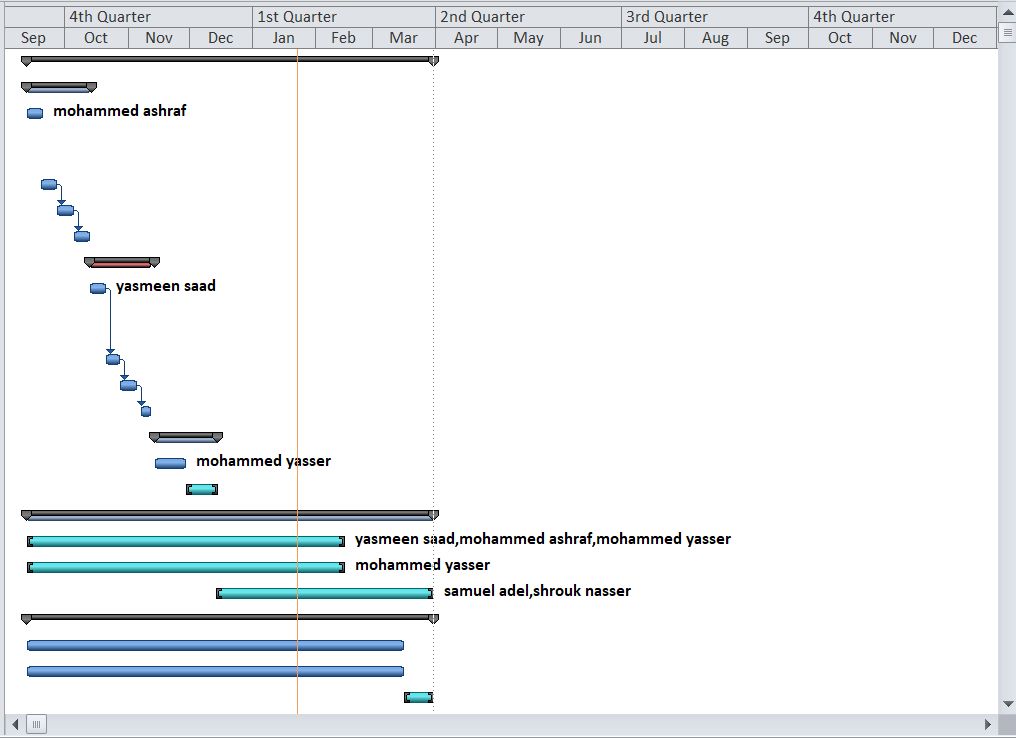 4th Quarter 1st Quarter 2nd Quarter 3rd Quarter 4th Quarter
Sep Oct Nov Dec Jan Feb Mar Apr May Jun Jul Aug Sep Oct Nov Dec
mohammed ashraf
yasmeen saad
mohammed yasser
yasmeen saad,mohammed ashraf,mohammed yasser
mohammed yasser
samuel adel,shrouk nasser